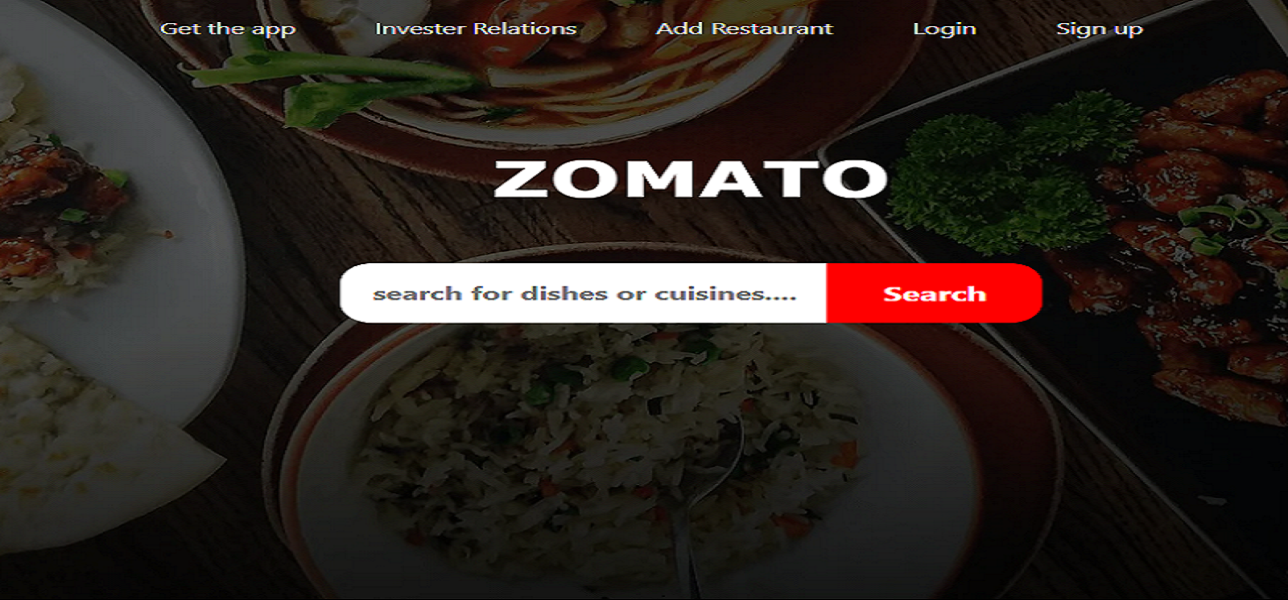 Get the app Invester Relations Add Restaurant Login Sign up
ZOMATO
search for dishes or cuisines.... Search